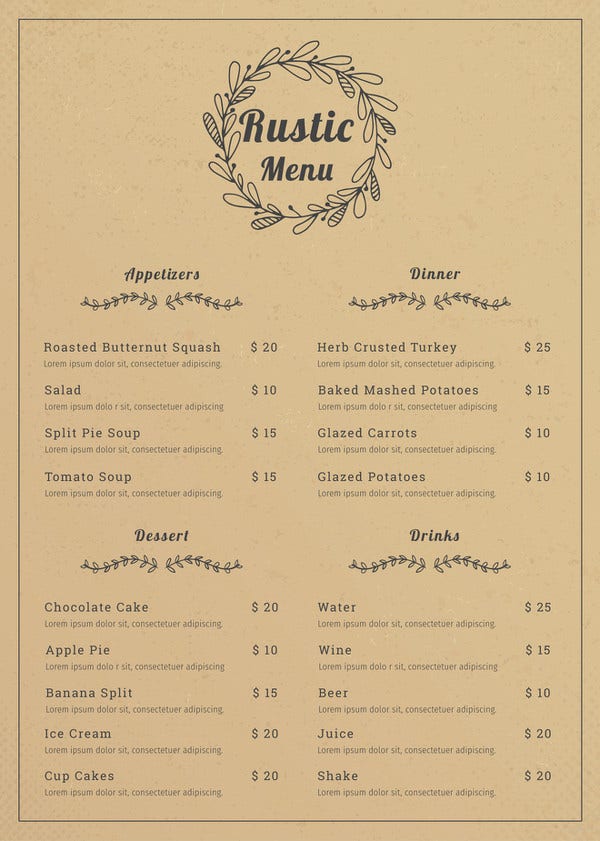 Rustic
Menu
Appetizers
Roasted Butternut Squash $ 20
Lorem ipsum dolor sit, consectetuer adipiscing.
Salad $ 10
Lorem ipsum dolo r sit, consectetuer adipiscing
Split Pie Soup $ 15
Lorem ipsum dolor sit, consectetuer adipiscing.
Tomato Soup $ 15
Lorem ipsum dolor sit, consectetuer adipiscing.
Dinner
Herb Crusted Turkey $ 25
Lorem ipsum dolor sit, consectetuer adipiscing.
Baked Mashed Potatoes $ 15
Lorem ipsum dolo r sit, consectetuer adipiscing
Glazed Carrots $ 10
Lorem ipsum dolor sit, consectetuer adipiscing.
Glazed Potatoes $ 10
Lorem ipsum dolor sit, consectetuer adipiscing.
Dessert
Chocolate Cake $ 20
Lorem ipsum dolor sit, consectetuer adipiscing.
Apple Pie $ 10
Lorem ipsum dolo r sit, consectetuer adipiscing
Banana Split $ 15
Lorem ipsum dolor sit, consectetuer adipiscing.
Ice Cream $ 20
Lorem ipsum dolor sit, consectetuer adipiscing.
Cup Cakes $ 20
Lorem ipsum dolor sit, consectetuer adipiscing.
Drinks
Water $ 25
Lorem ipsum dolor sit, consectetuer adipiscing.
Wine $ 15
Lorem ipsum dolo r sit, consectetuer adipiscing
Beer $ 10
Lorem ipsum dolor sit, consectetuer adipiscing.
Juice $ 20
Lorem ipsum dolor sit, consectetuer adipiscing.
Shake $ 20
Lorem ipsum dolor sit, consectetuer adipiscing.